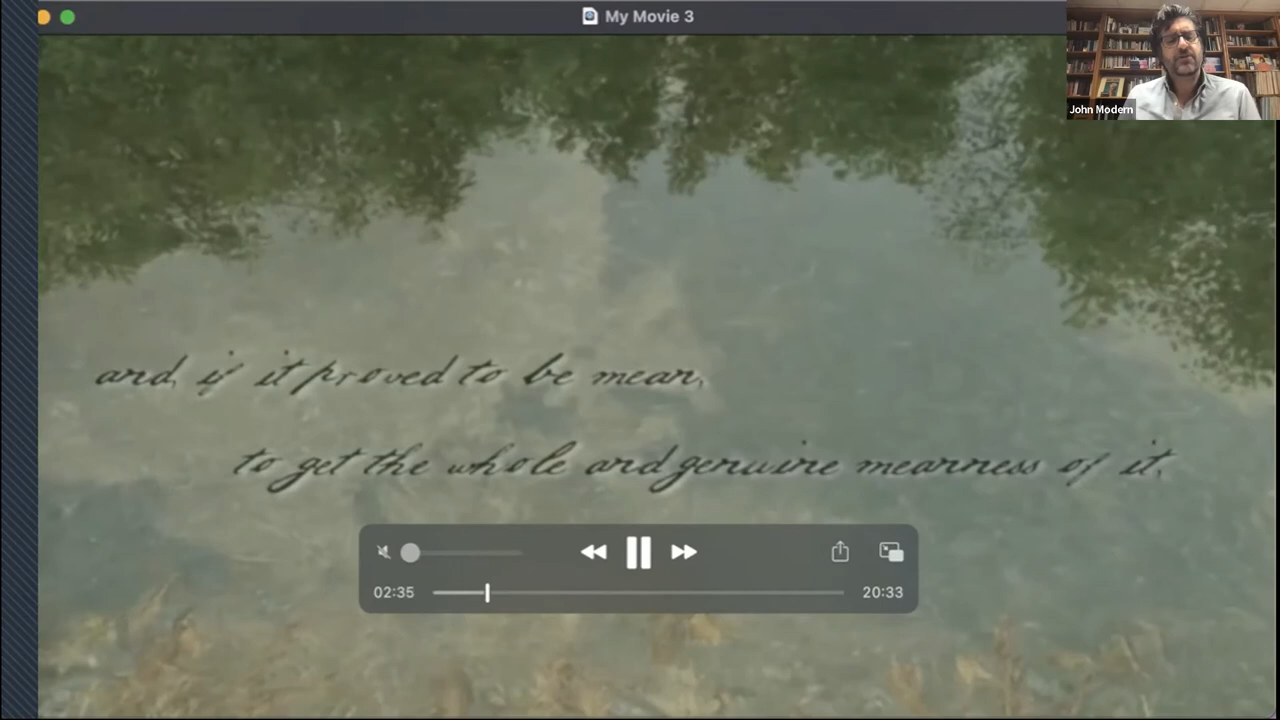 My Movie 3
John Modern
and, if it proved to be mean,
to get the whole and genuine meanness of it,
02:35
20:33